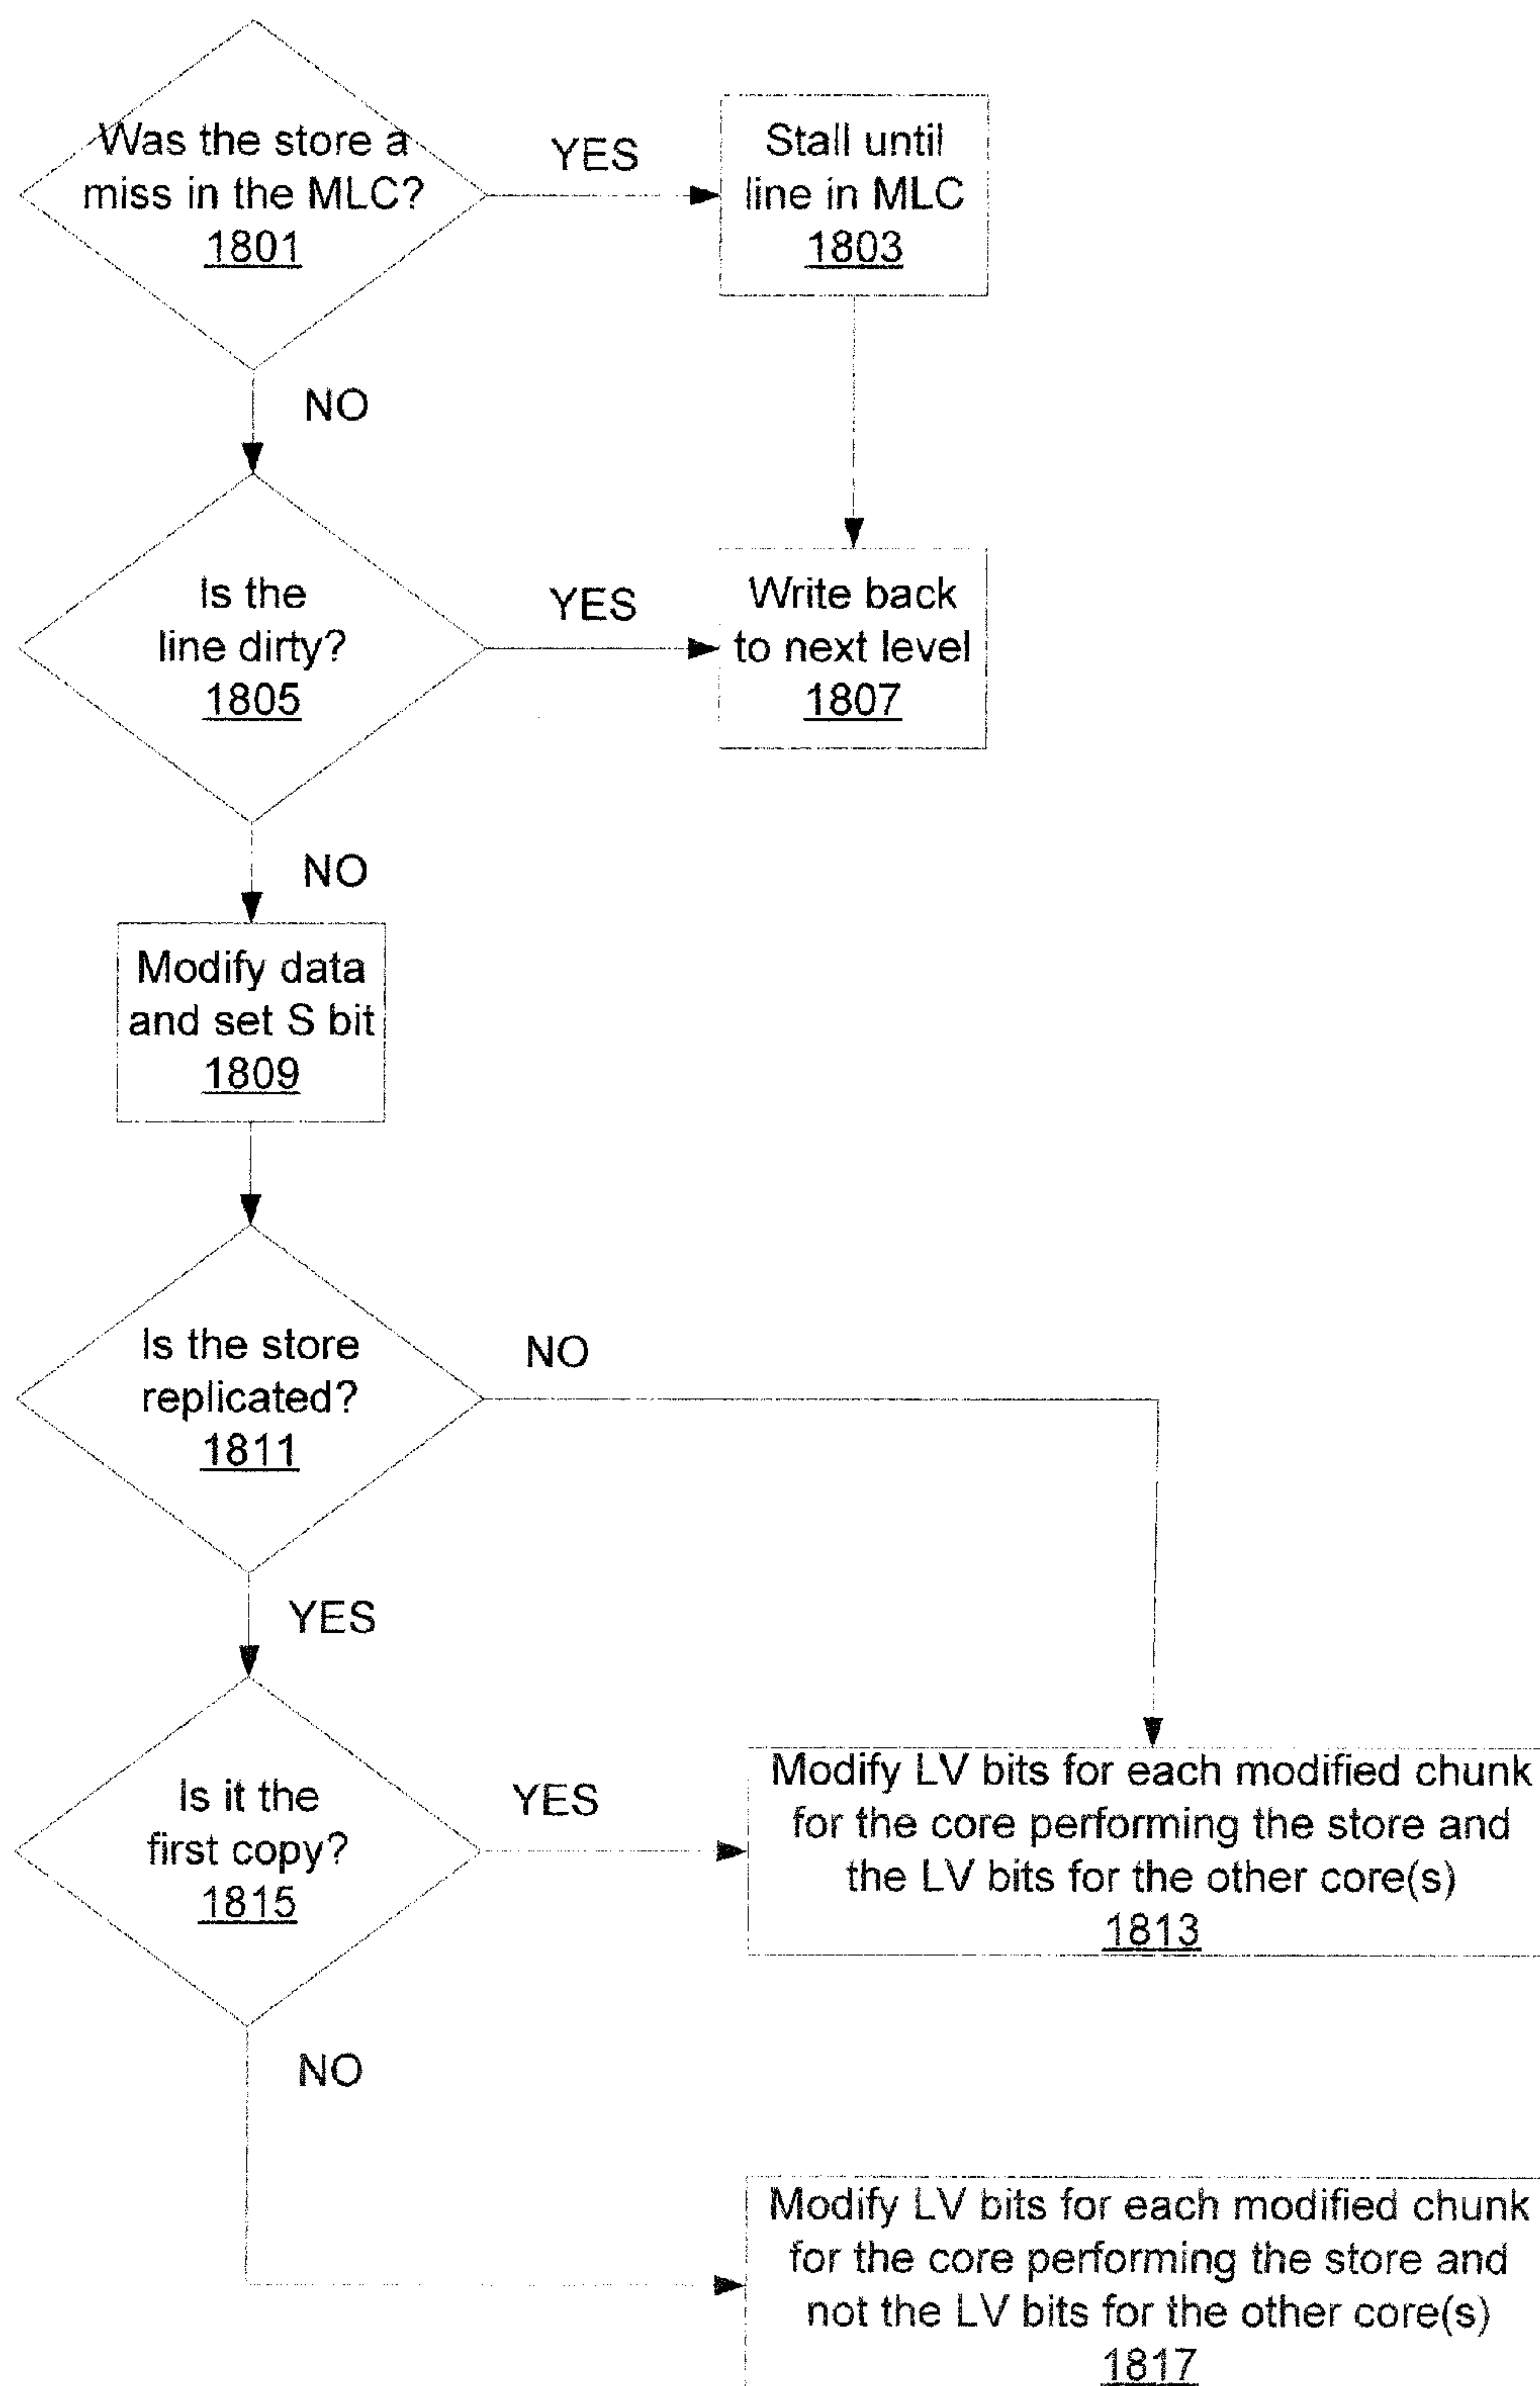 Was the store a
miss in the MLC?
1801
YES
Stall until
line in MLC
1803
NO
Is the
line dirty?
1805
YES
Write back
to next level
1807
NO
Modify data
and set S bit
1809
Is the store
replicated?
1811
NO
YES
Is it the
first copy?
1815
YES
Modify LV bits for each modified chunk
for the core performing the store and
the LV bits for the other core(s)
1813
NO
Modify LV bits for each modified chunk
for the core performing the store and
not the LV bits for the other core(s)
1817